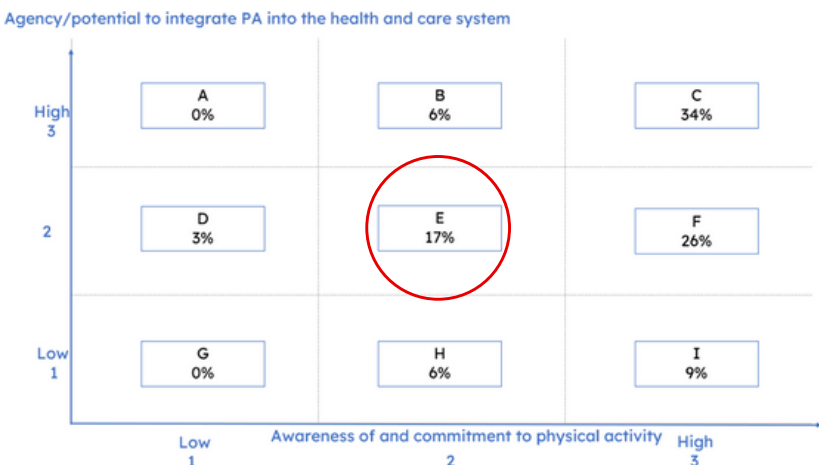 Agency/potential to integrate PA into the health and care system
High
3
A
0%
B
6%
C
34%
2
D
3%
E
17%
F
26%
Low
1
G
0%
H
6%
I
9%
Low
1
Awareness of and commitment to physical activity
2
High
3